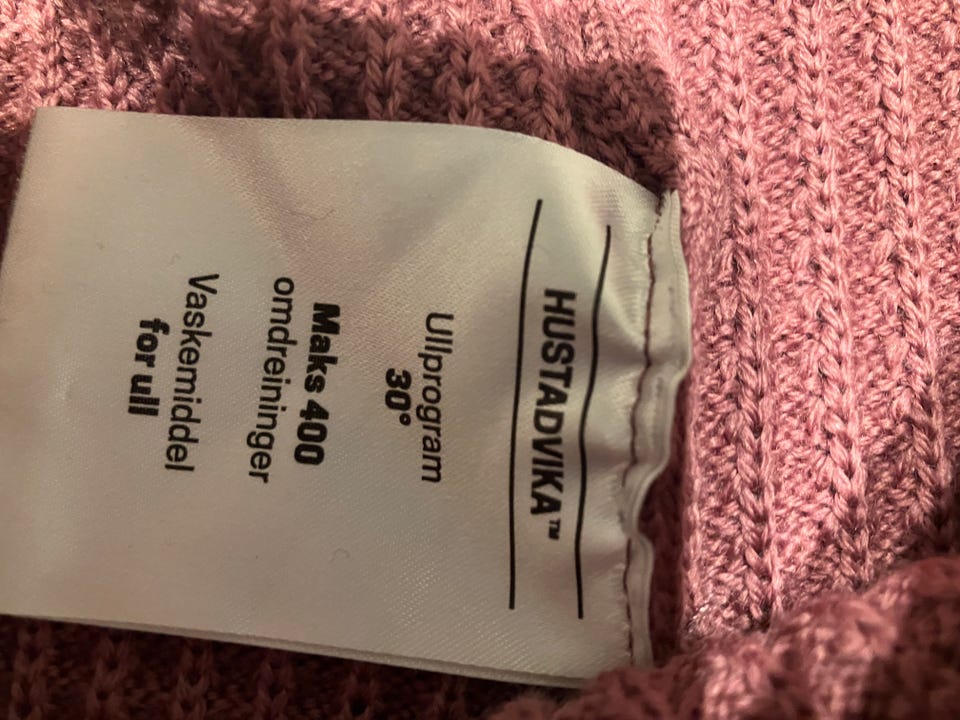 HUSTADVIKA™
Ullprogram
30°
Maks 400
omdreininger
Vaskemiddel
for ull